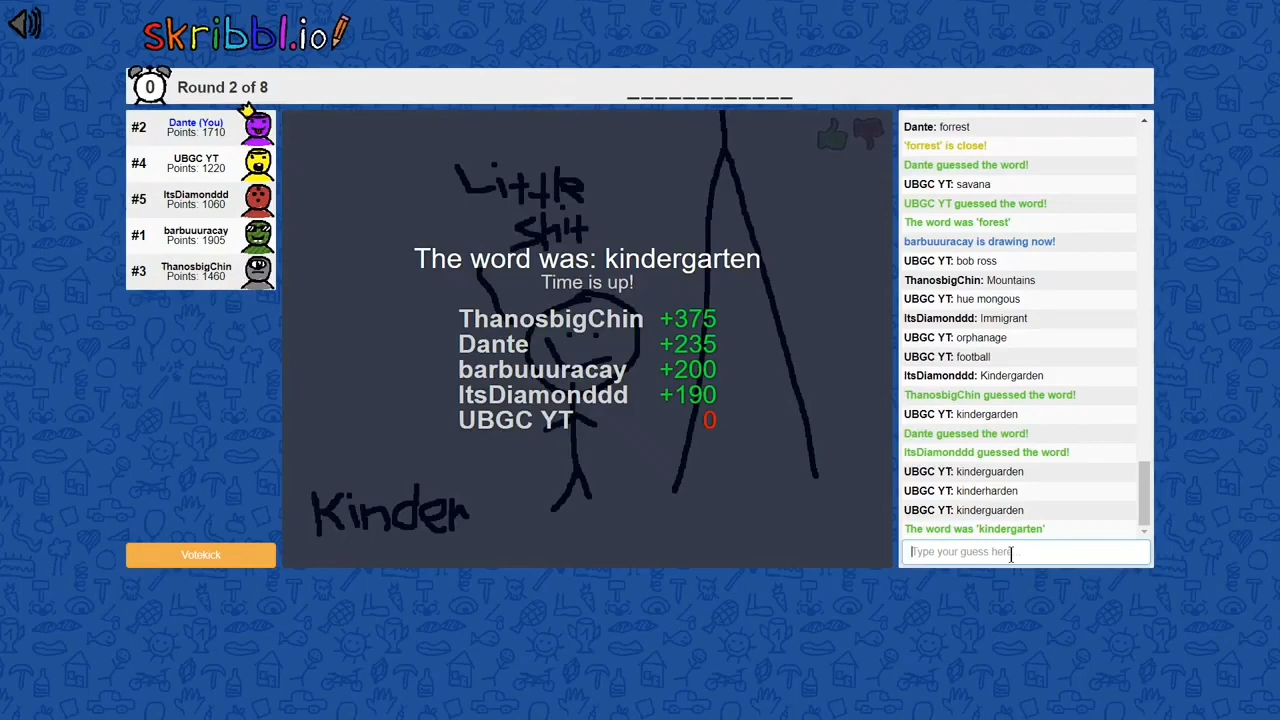 skribbl.io
0
Round 2 of 8
____________
#2
Dante (You)
Points: 1710
#4
UBGC YT
Points: 1220
#5
ItsDiamonddd
Points: 1060
#1
barbuuuracay
Points: 1905
#3
ThanosbigChin
Points: 1460
Votekick
Little
Shit
The word was: kindergarten
Time is up!
ThanosbigChin +375
Dante +235
barbuuuracay +200
ItsDiamonddd +190
UBGC YT 0
Kinder
Dante: forrest
'forrest' is close!
Dante guessed the word!
UBGC YT: savana
UBGC YT guessed the word!
The word was 'forest'
barbuuuracay is drawing now!
UBGC YT: bob ross
ThanosbigChin: Mountains
UBGC YT: hue mongous
ItsDiamonddd: Immigrant
UBGC YT: orphanage
UBGC YT: football
ItsDiamonddd: Kindergarden
ThanosbigChin guessed the word!
UBGC YT: kindergarden
Dante guessed the word!
ItsDiamonddd guessed the word!
UBGC YT: kinderguarden
UBGC YT: kinderharden
UBGC YT: kinderguarden
The word was 'kindergarten'
Type your guess here...